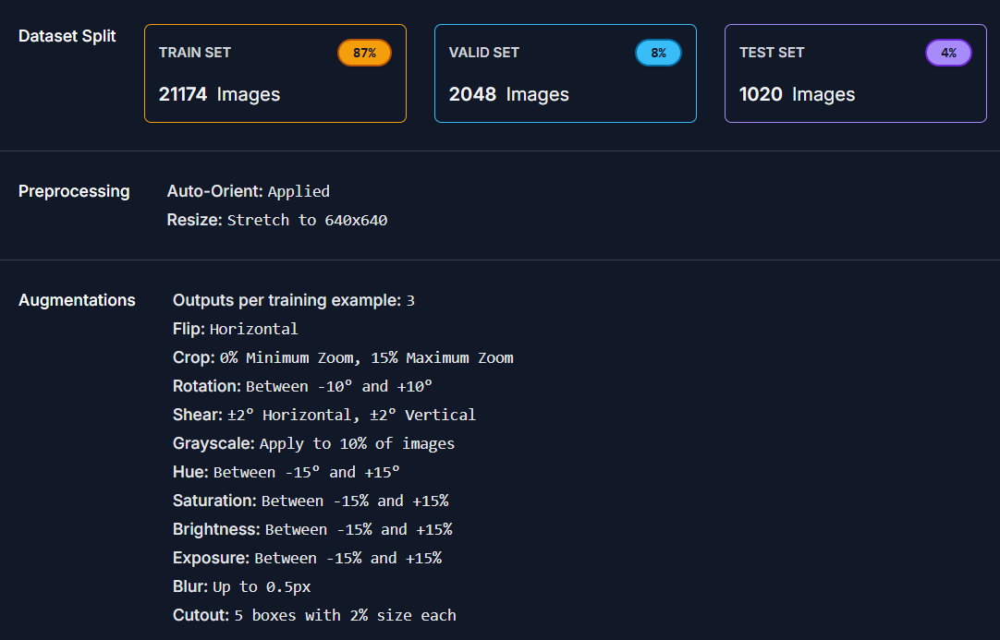 Dataset Split
TRAIN SET 87%
21174 Images
VALID SET 8%
2048 Images
TEST SET 4%
1020 Images
Preprocessing
Auto-Orient: Applied
Resize: Stretch to 640x640
Augmentations
Outputs per training example: 3
Flip: Horizontal
Crop: 0% Minimum Zoom, 15% Maximum Zoom
Rotation: Between -10° and +10°
Shear: ±2° Horizontal, ±2° Vertical
Grayscale: Apply to 10% of images
Hue: Between -15° and +15°
Saturation: Between -15% and +15%
Brightness: Between -15% and +15%
Exposure: Between -15% and +15%
Blur: Up to 0.5px
Cutout: 5 boxes with 2% size each